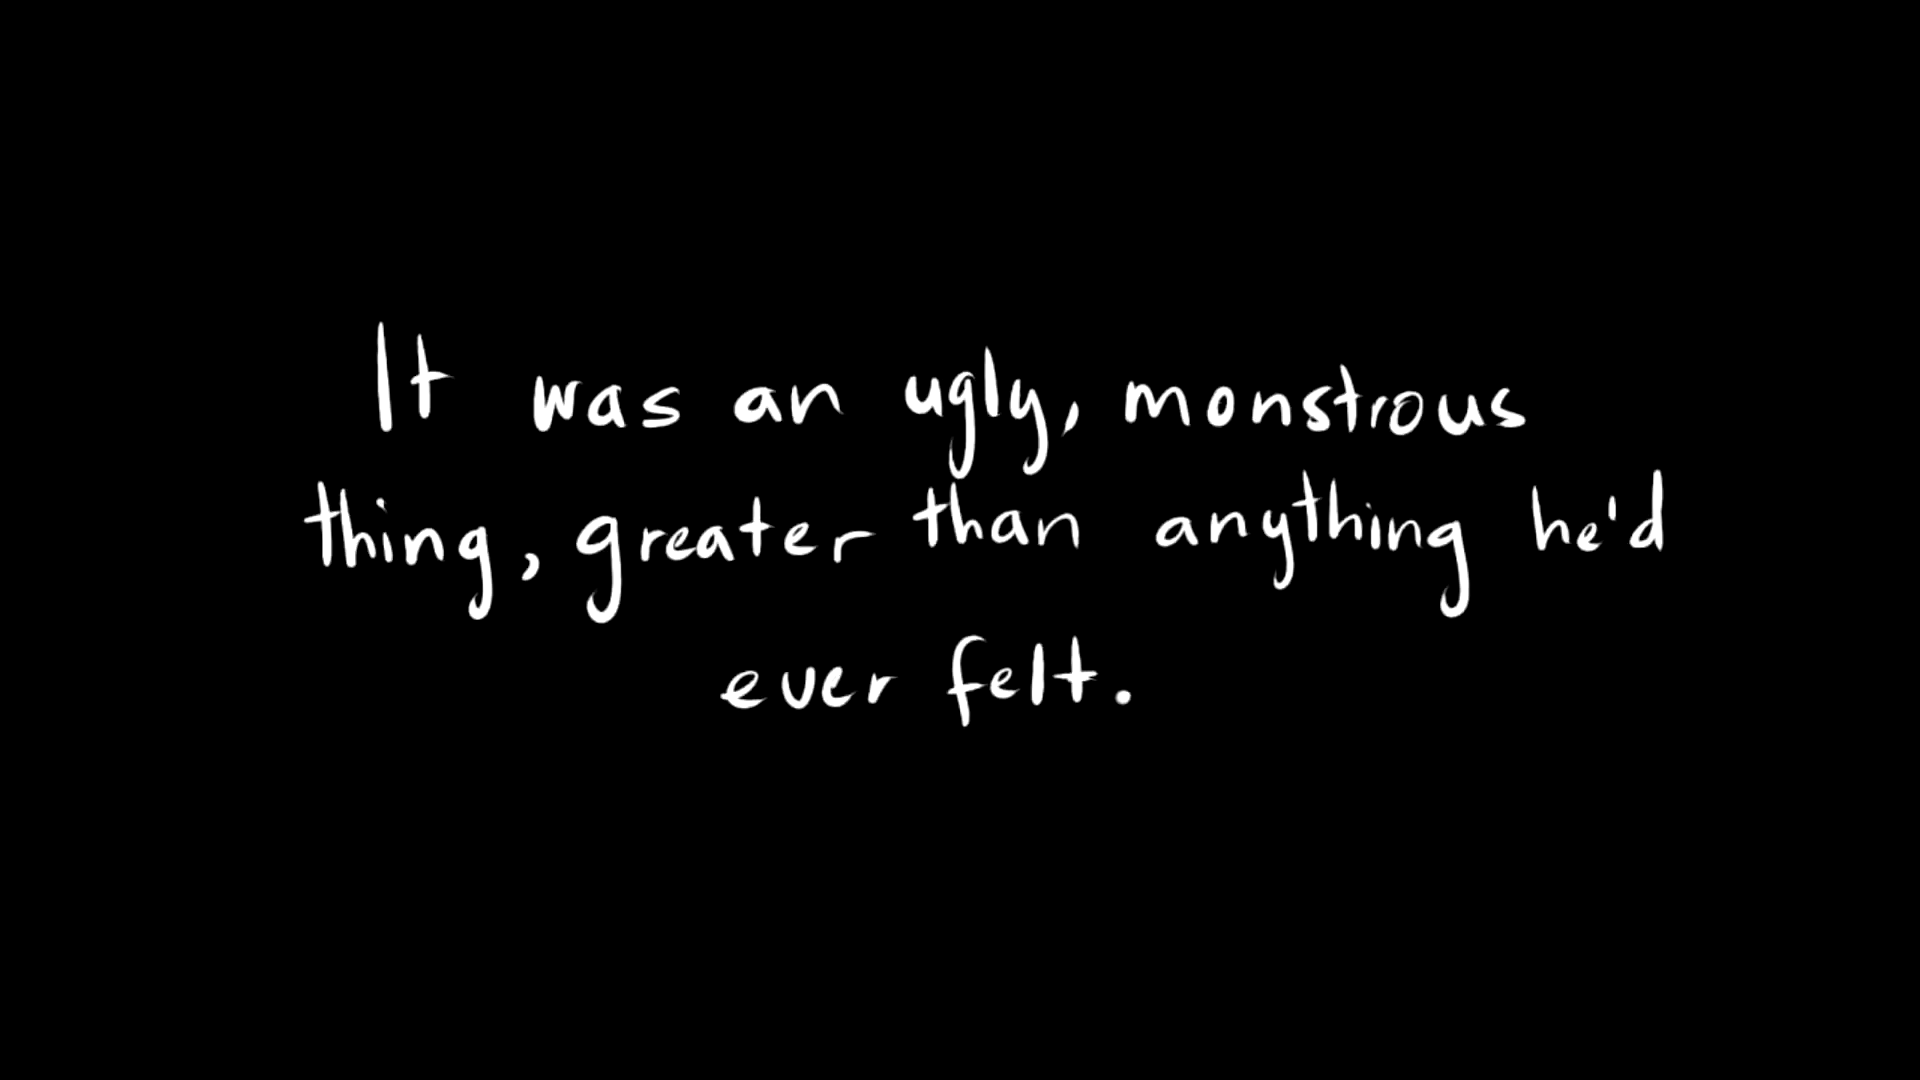 It was an ugly, monstrous
thing, greater than anything he'd
ever felt.